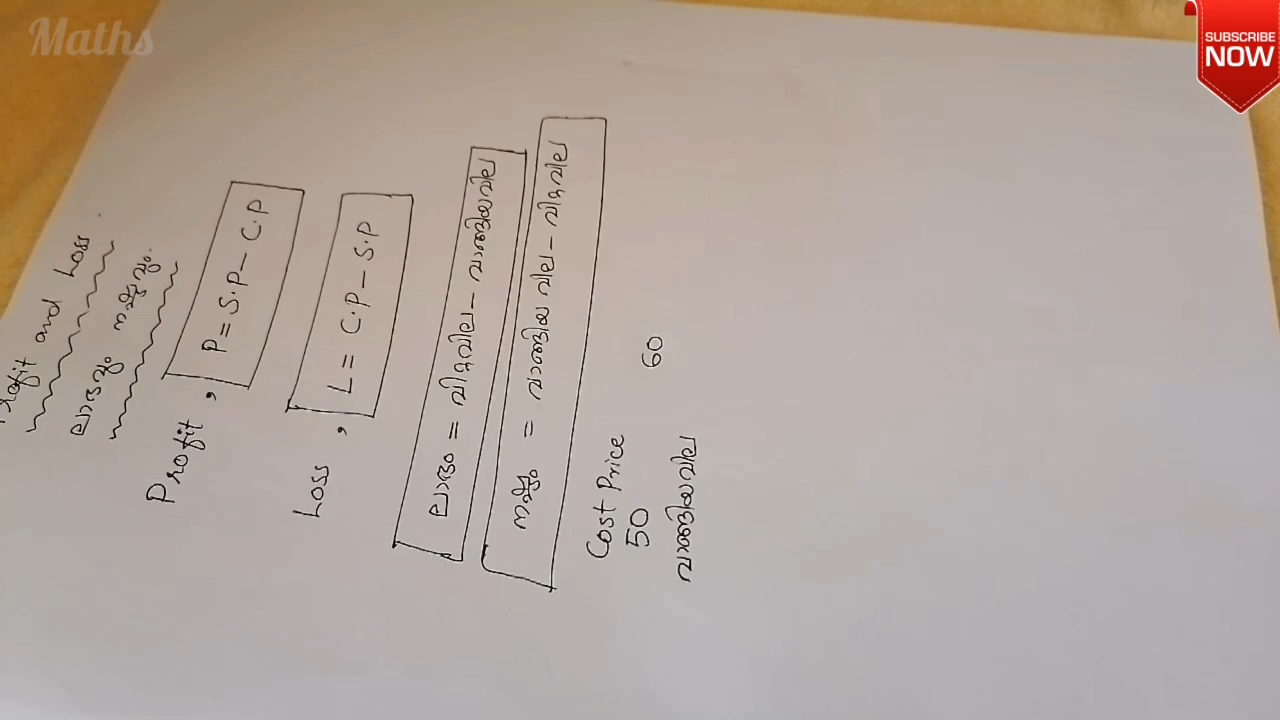 Maths
SUBSCRIBE
NOW
Profit and Loss.
ലാഭവും നഷ്ടവും.
Profit , P = S.P - C.P
Loss , L = C.P - S.P
ലാഭം = വിറ്റവില - വാങ്ങിയവില
നഷ്ടം = വാങ്ങിയ വില - വിറ്റവില
Cost Price
50 60
വാങ്ങിയവില